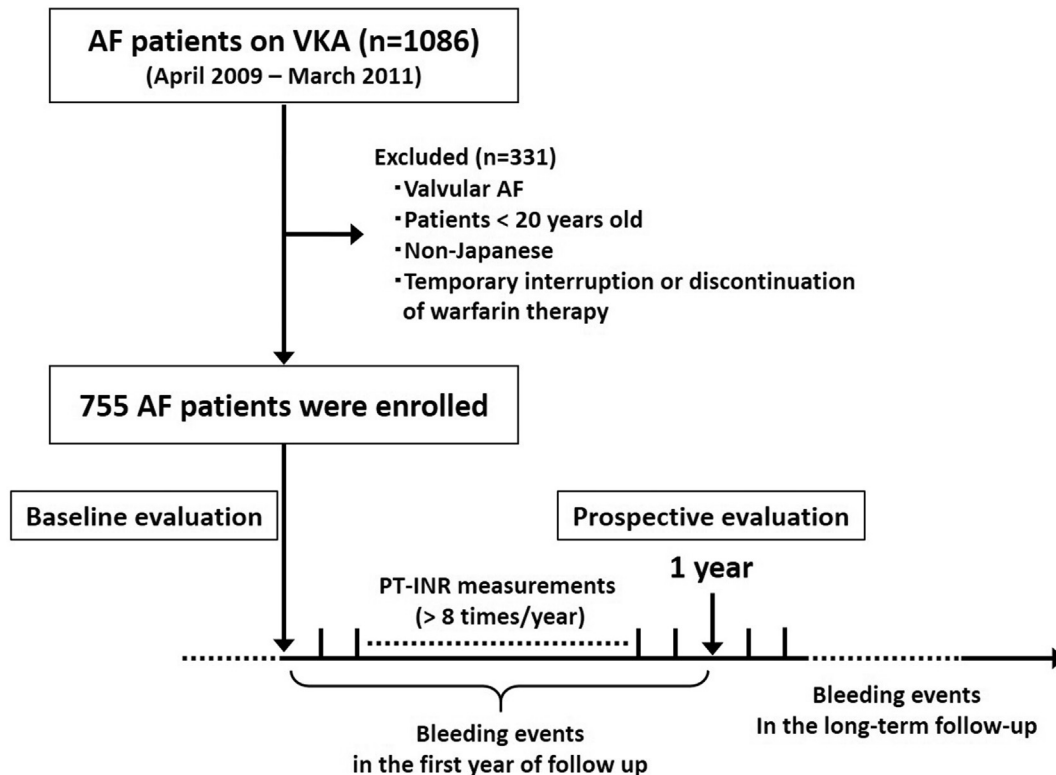 AF patients on VKA (n=1086)
(April 2009 – March 2011)
Excluded (n=331)
・Valvular AF
・Patients < 20 years old
・Non-Japanese
・Temporary interruption or discontinuation
of warfarin therapy
755 AF patients were enrolled
Baseline evaluation
Prospective evaluation
1 year
PT-INR measurements
(> 8 times/year)
Bleeding events
in the first year of follow up
Bleeding events
In the long-term follow-up